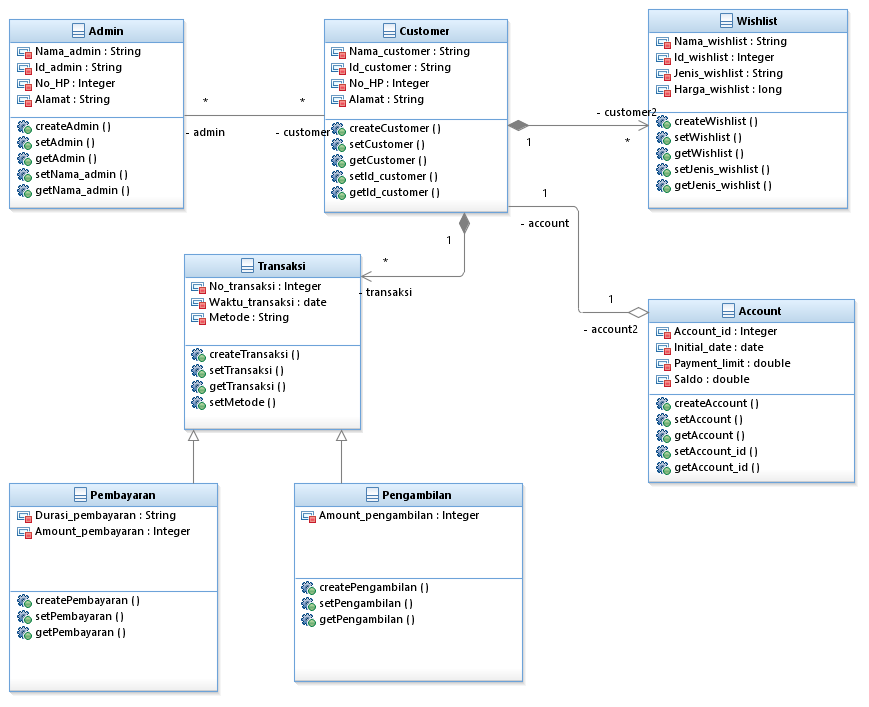 Admin
Nama_admin : String
Id_admin : String
No_HP : Integer
Alamat : String
createAdmin ( )
setAdmin ( )
getAdmin ( )
setNama_admin ( )
getNama_admin ( )
*
- admin
*
- customer
Customer
Nama_customer : String
Id_customer : String
No_HP : Integer
Alamat : String
createCustomer ( )
setCustomer ( )
getCustomer ( )
setId_customer ( )
getId_customer ( )
- customer2
1
*
Wishlist
Nama_wishlist : String
Id_wishlist : Integer
Jenis_wishlist : String
Harga_wishlist : long
createWishlist ( )
setWishlist ( )
getWishlist ( )
setJenis_wishlist ( )
getJenis_wishlist ( )
1
- account
1
- account2
1
*
- transaksi
Transaksi
No_transaksi : Integer
Waktu_transaksi : date
Metode : String
createTransaksi ( )
setTransaksi ( )
getTransaksi ( )
setMetode ( )
Account
Account_id : Integer
Initial_date : date
Payment_limit : double
Saldo : double
createAccount ( )
setAccount ( )
getAccount ( )
setAccount_id ( )
getAccount_id ( )
Pembayaran
Durasi_pembayaran : String
Amount_pembayaran : Integer
createPembayaran ( )
setPembayaran ( )
getPembayaran ( )
Pengambilan
Amount_pengambilan : Integer
createPengambilan ( )
setPengambilan ( )
getPengambilan ( )